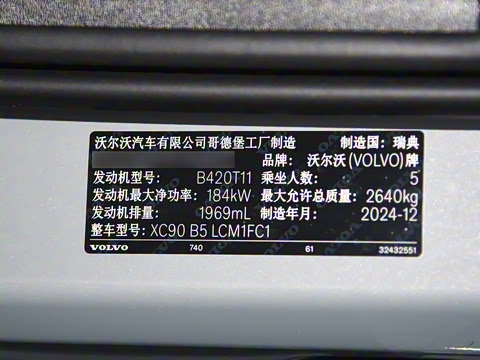 沃尔沃汽车有限公司哥德堡工厂制造 制造国：瑞典
品牌：沃尔沃(VOLVO)牌
发动机型号： B420T11 乘坐人数： 5
发动机最大净功率： 184kW 最大允许总质量： 2640kg
发动机排量： 1969mL 制造年月： 2024-12
整车型号： XC90 B5 LCM1FC1
VOLVO 740 61 32432551